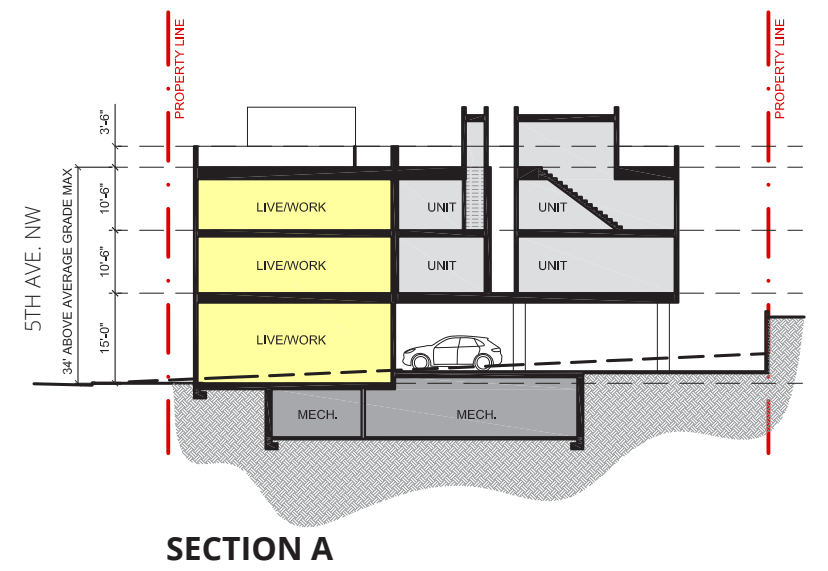 PROPERTY LINE
PROPERTY LINE
5TH AVE. NW
34' ABOVE AVERAGE GRADE MAX
3'-6"
10'-6"
10'-6"
15'-0"
LIVE/WORK
UNIT
UNIT
LIVE/WORK
UNIT
UNIT
LIVE/WORK
MECH.
MECH.
SECTION A